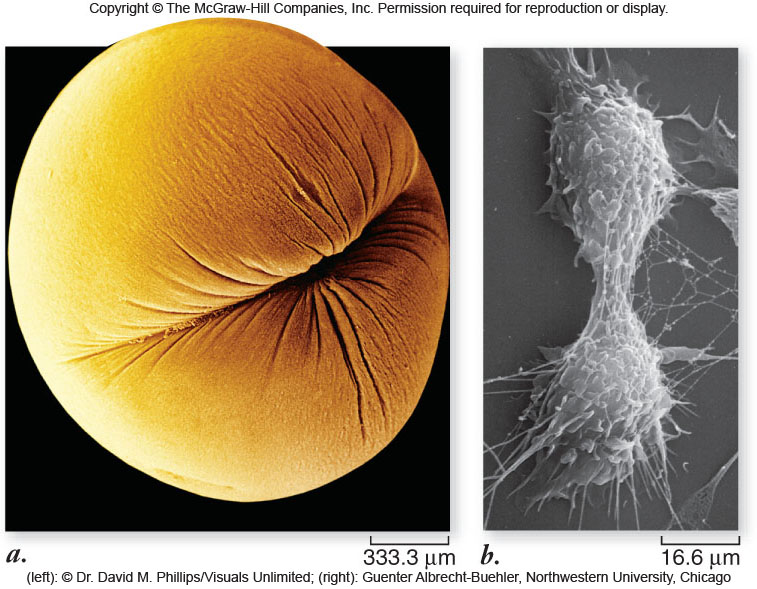 Copyright © The McGraw-Hill Companies, Inc. Permission required for reproduction or display.
a.
333.3 µm
b.
16.6 µm
(left): © Dr. David M. Phillips/Visuals Unlimited; (right): Guenter Albrecht-Buehler, Northwestern University, Chicago